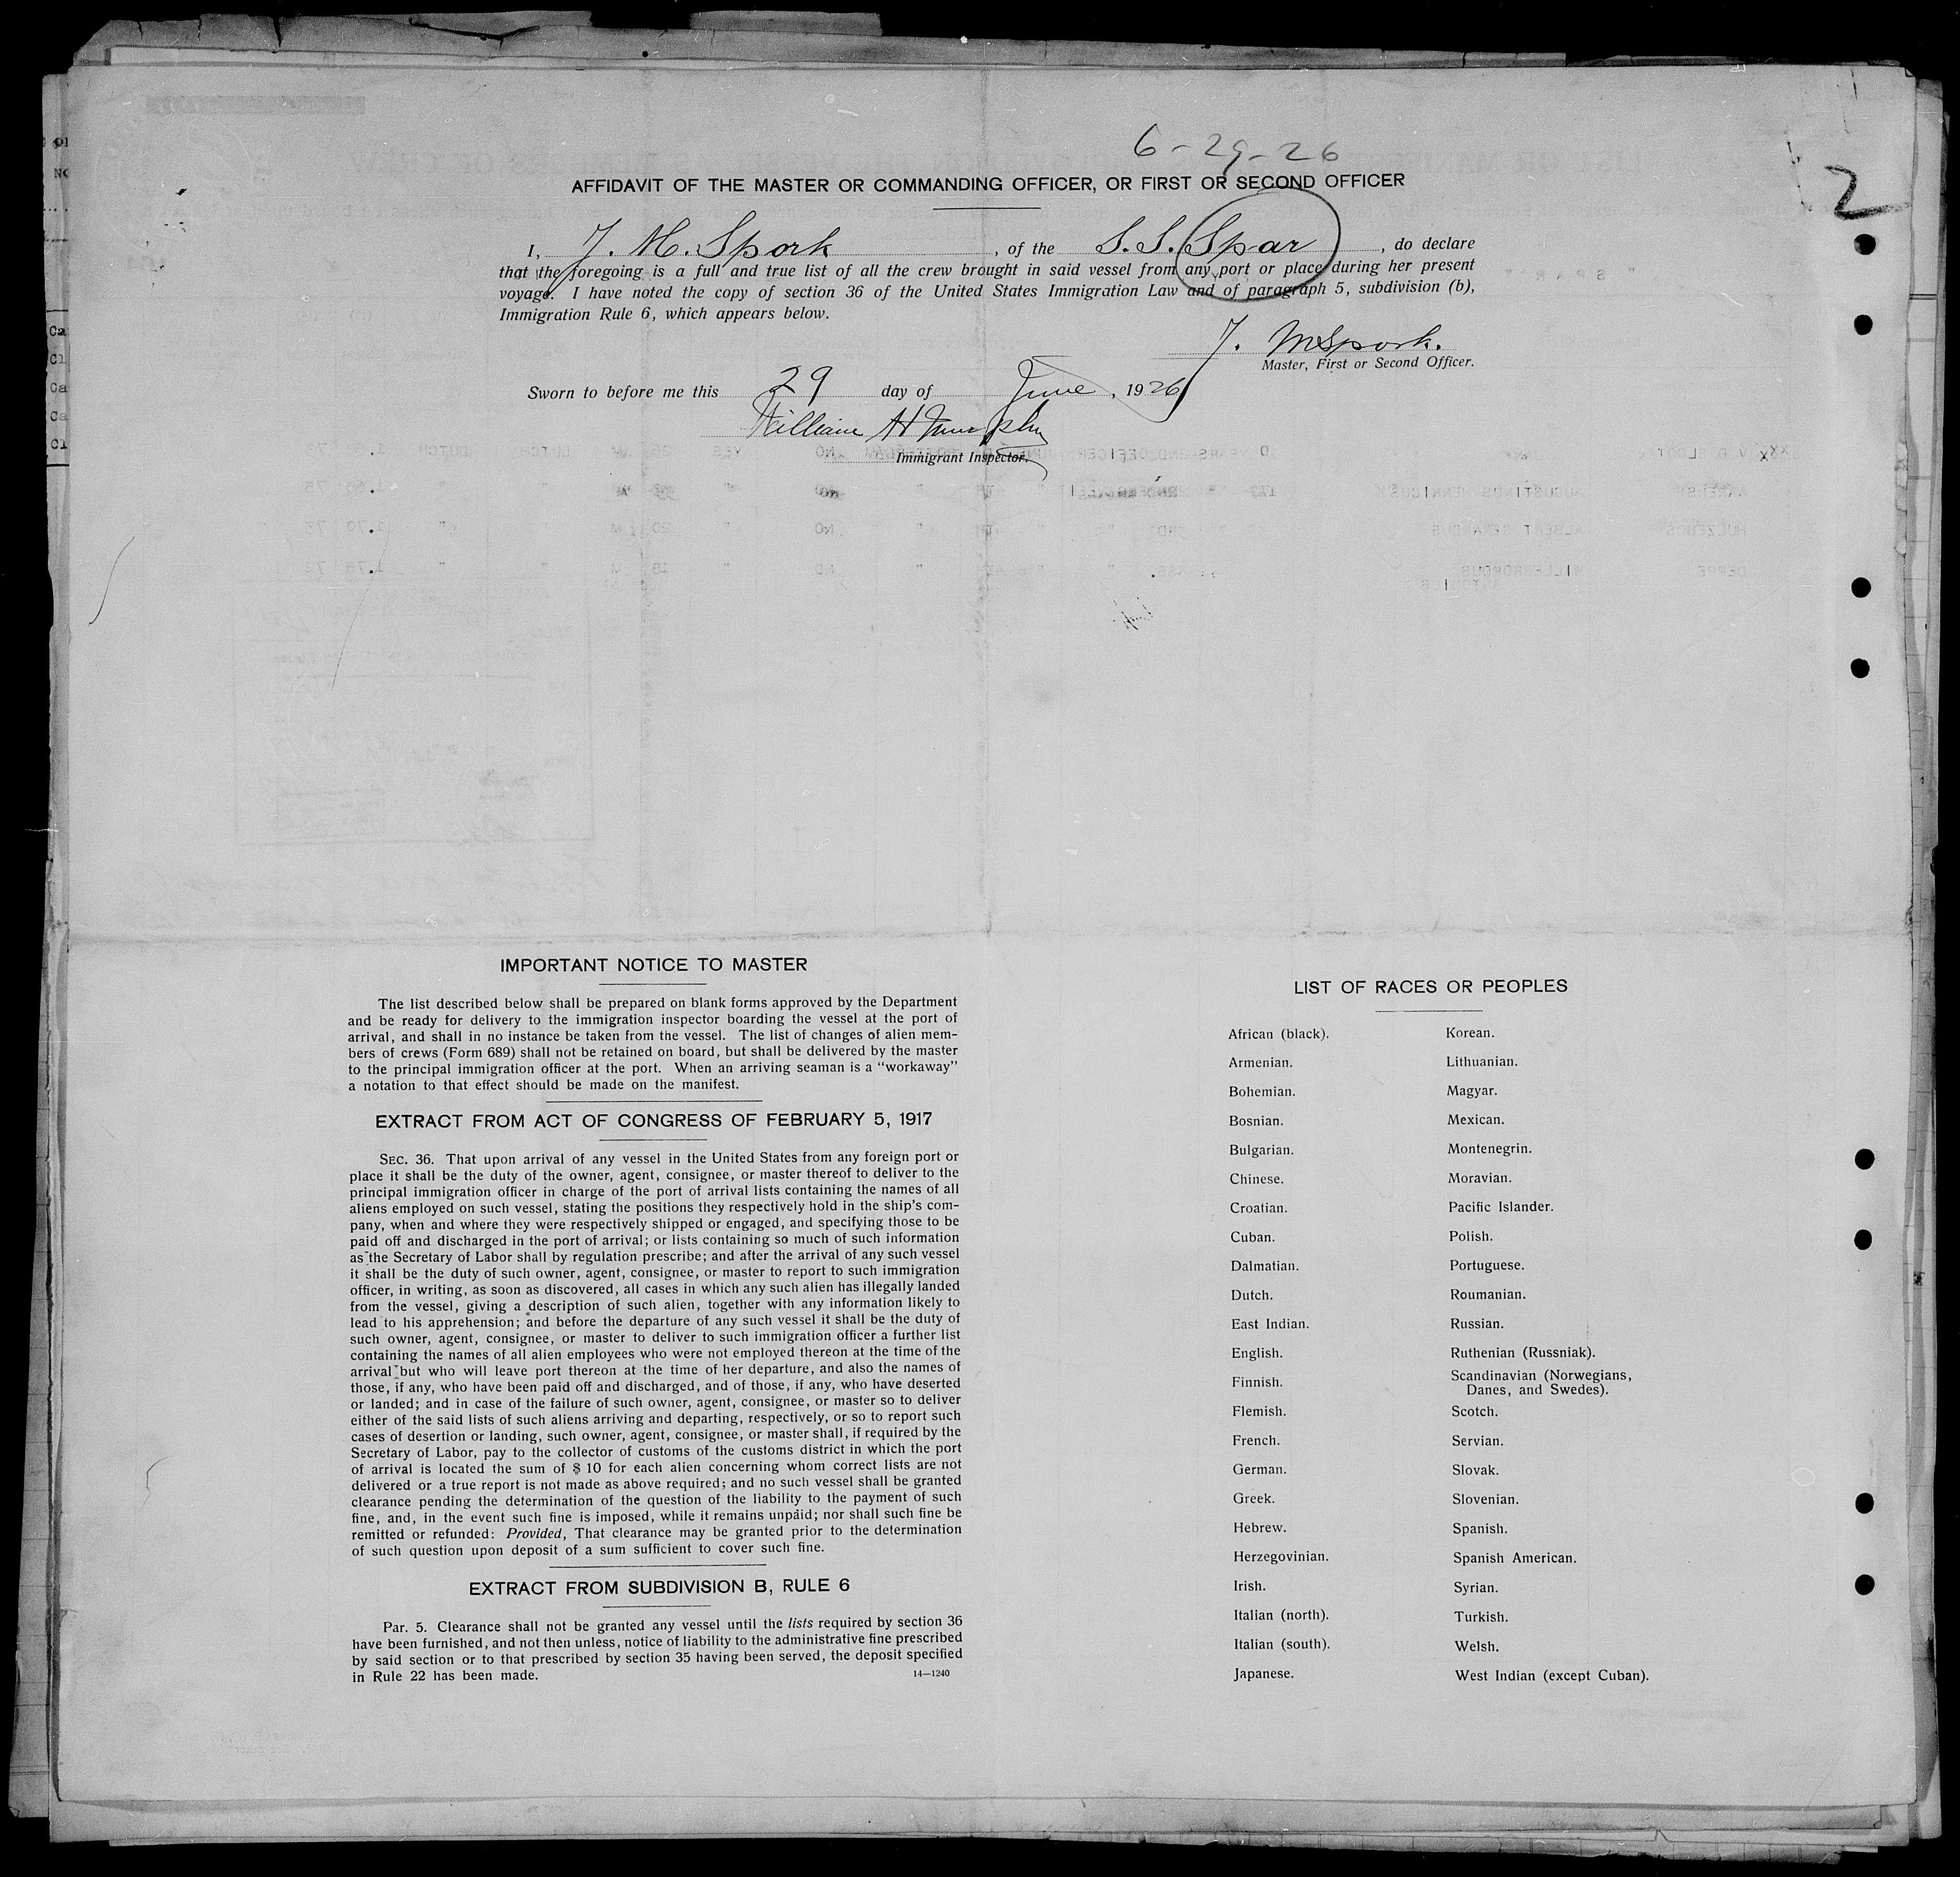 6-29-26
2
AFFIDAVIT OF THE MASTER OR COMMANDING OFFICER, OR FIRST OR SECOND OFFICER
I, J. M. Spork, of the S.S. Spar, do declare
that the foregoing is a full and true list of all the crew brought in said vessel from any port or place during her present
voyage. I have noted the copy of section 36 of the United States Immigration Law and of paragraph 5, subdivision (b),
Immigration Rule 6, which appears below.
J. M Spork.
Master, First or Second Officer.
Sworn to before me this 29 day of June, 1926
William H Murphy
Immigrant Inspector.
IMPORTANT NOTICE TO MASTER
The list described below shall be prepared on blank forms approved by the Department
and be ready for delivery to the immigration inspector boarding the vessel at the port of
arrival, and shall in no instance be taken from the vessel. The list of changes of alien mem-
bers of crews (Form 689) shall not be retained on board, but shall be delivered by the master
to the principal immigration officer at the port. When an arriving seaman is a "workaway"
a notation to that effect should be made on the manifest.
EXTRACT FROM ACT OF CONGRESS OF FEBRUARY 5, 1917
SEC. 36. That upon arrival of any vessel in the United States from any foreign port or
place it shall be the duty of the owner, agent, consignee, or master thereof to deliver to the
principal immigration officer in charge of the port of arrival lists containing the names of all
aliens employed on such vessel, stating the positions they respectively hold in the ship's com-
pany, when and where they were respectively shipped or engaged, and specifying those to be
paid off and discharged in the port of arrival; or lists containing so much of such information
as the Secretary of Labor shall by regulation prescribe; and after the arrival of any such vessel
it shall be the duty of such owner, agent, consignee, or master to report to such immigration
officer, in writing, as soon as discovered, all cases in which any such alien has illegally landed
from the vessel, giving a description of such alien, together with any information likely to
lead to his apprehension; and before the departure of any such vessel it shall be the duty of
such owner, agent, consignee, or master to deliver to such immigration officer a further list
containing the names of all alien employees who were not employed thereon at the time of the
arrival but who will leave port thereon at the time of her departure, and also the names of
those, if any, who have been paid off and discharged, and of those, if any, who have deserted
or landed; and in case of the failure of such owner, agent, consignee, or master so to deliver
either of the said lists of such aliens arriving and departing, respectively, or so to report such
cases of desertion or landing, such owner, agent, consignee, or master shall, if required by the
Secretary of Labor, pay to the collector of customs of the customs district in which the port
of arrival is located the sum of $10 for each alien concerning whom correct lists are not
delivered or a true report is not made as above required; and no such vessel shall be granted
clearance pending the determination of the question of the liability to the payment of such
fine, and, in the event such fine is imposed, while it remains unpaid; nor shall such fine be
remitted or refunded: Provided, That clearance may be granted prior to the determination
of such question upon deposit of a sum sufficient to cover such fine.
EXTRACT FROM SUBDIVISION B, RULE 6
Par. 5. Clearance shall not be granted any vessel until the lists required by section 36
have been furnished, and not then unless, notice of liability to the administrative fine prescribed
by said section or to that prescribed by section 35 having been served, the deposit specified
in Rule 22 has been made.
14—1240
LIST OF RACES OR PEOPLES
African (black).
Armenian.
Bohemian.
Bosnian.
Bulgarian.
Chinese.
Croatian.
Cuban.
Dalmatian.
Dutch.
East Indian.
English.
Finnish.
Flemish.
French.
German.
Greek.
Hebrew.
Herzegovinian.
Irish.
Italian (north).
Italian (south).
Japanese.
Korean.
Lithuanian.
Magyar.
Mexican.
Montenegrin.
Moravian.
Pacific Islander.
Polish.
Portuguese.
Roumanian.
Russian.
Ruthenian (Russniak).
Scandinavian (Norwegians,
Danes, and Swedes).
Scotch.
Servian.
Slovak.
Slovenian.
Spanish.
Spanish American.
Syrian.
Turkish.
Welsh.
West Indian (except Cuban).